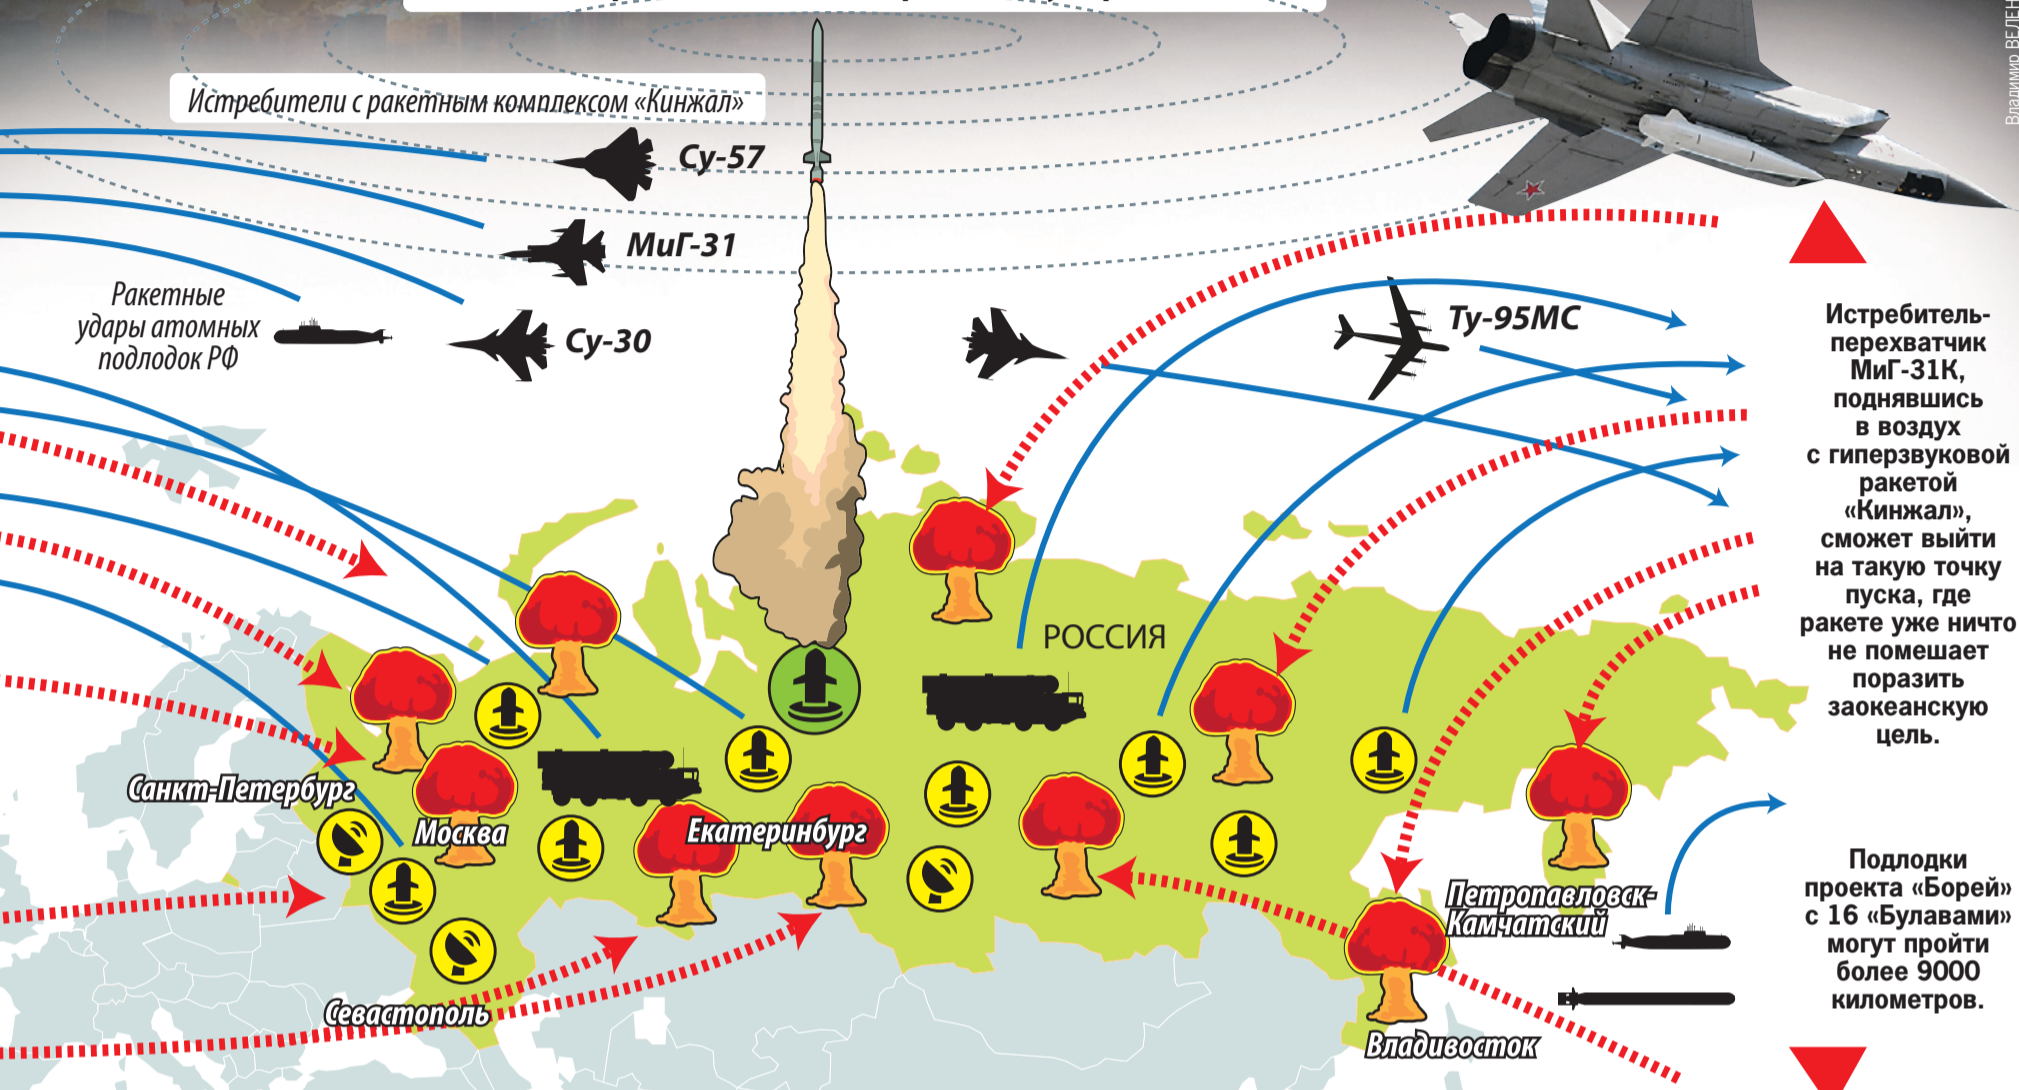 Владимир ВЕЛЕН
Истребители с ракетным комплексом «Кинжал»
Су-57
МиГ-31
Су-30
Ракетные
удары атомных
подлодок РФ
Ту-95МС
РОССИЯ
Санкт-Петербург
Москва
Екатеринбург
Севастополь
Петропавловск-
Камчатский
Владивосток
Истребитель-
перехватчик
МиГ-31К,
поднявшись
в воздух
с гиперзвуковой
ракетой
«Кинжал»,
сможет выйти
на такую точку
пуска, где
ракете уже ничто
не помешает
поразить
заокеанскую
цель.
Подлодки
проекта «Борей»
с 16 «Булавами»
могут пройти
более 9000
километров.